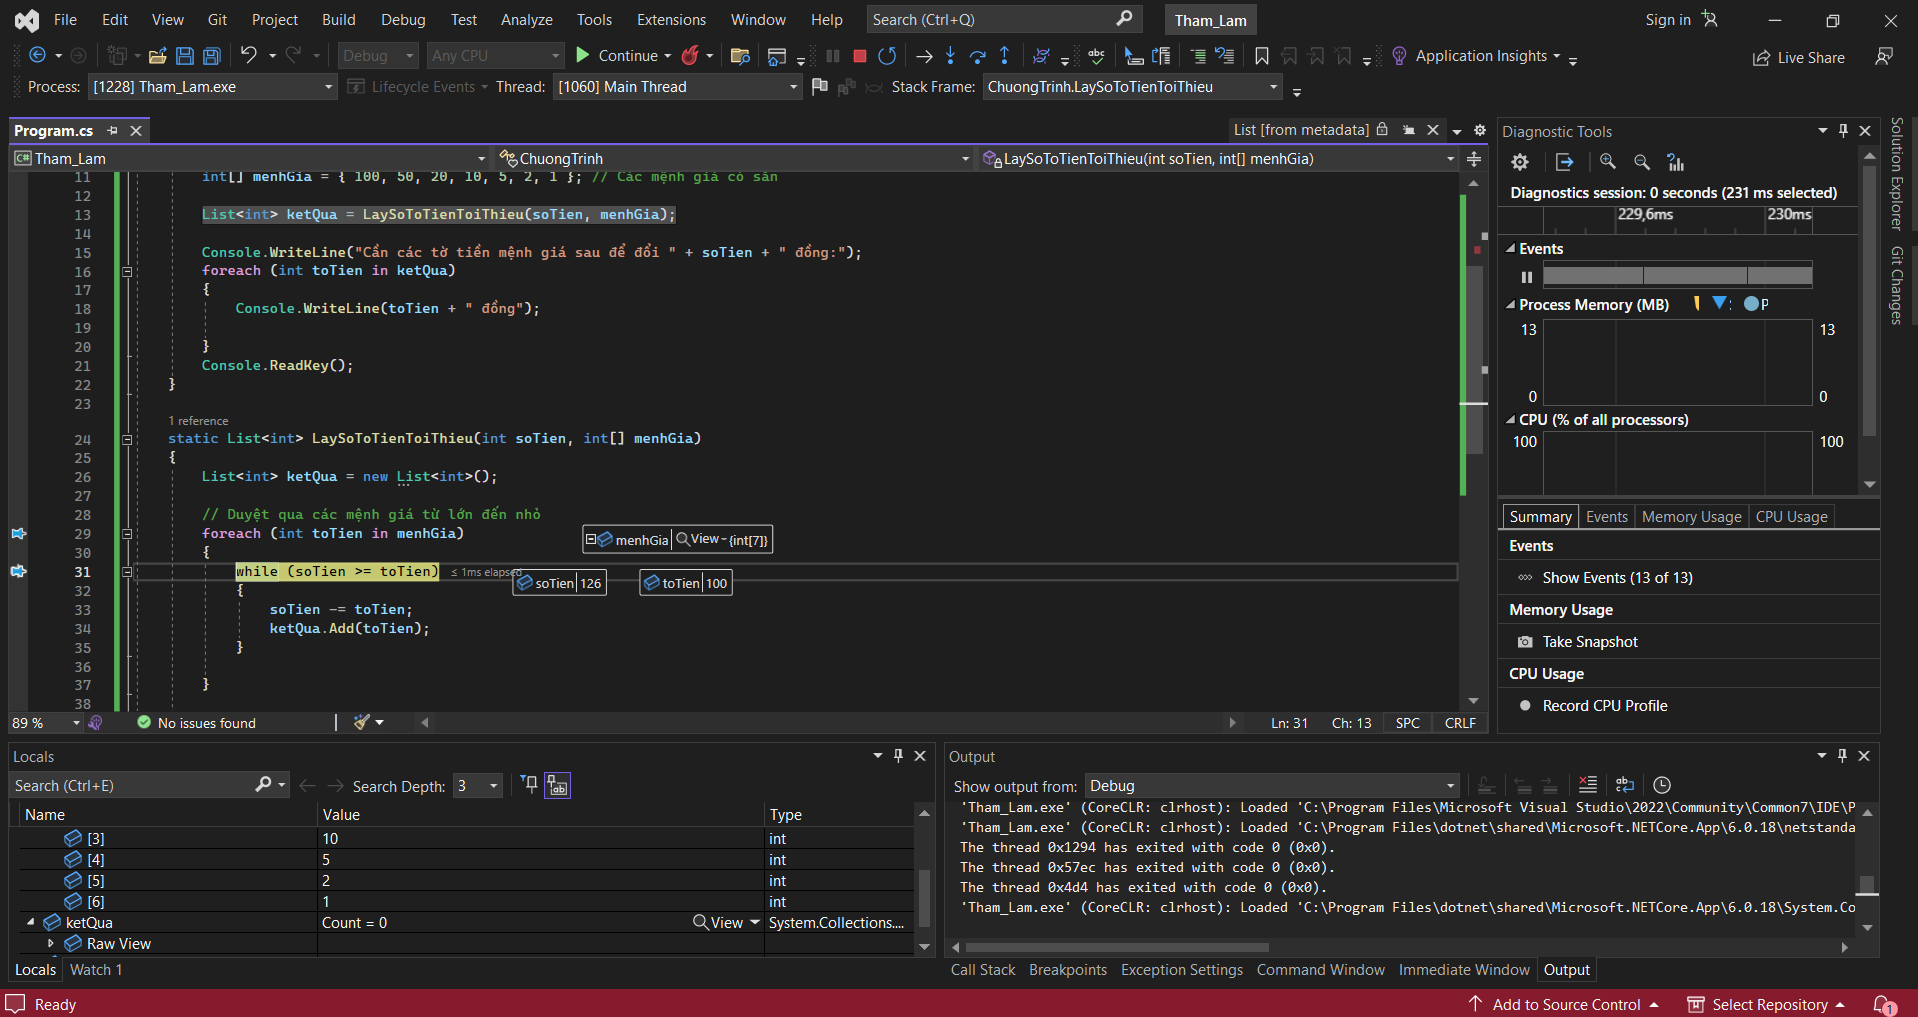 File Edit View Git Project Build Debug Test Analyze Tools Extensions Window Help Search (Ctrl+Q) Tham_Lam Sign in
Debug Any CPU Continue Application Insights Live Share
Process: [1228] Tham_Lam.exe Lifecycle Events Thread: [1060] Main Thread Stack Frame: ChuongTrinh.LaySoToTienToiThieu
Program.cs List [from metadata]
Tham_Lam ChuongTrinh LaySoToTienToiThieu(int soTien, int[] menhGia)
11 int[] menhGia = { 100, 50, 20, 10, 5, 2, 1 }; // Các mệnh giá có sẵn
12
13 List<int> ketQua = LaySoToTienToiThieu(soTien, menhGia);
14
15 Console.WriteLine("Cần các tờ tiền mệnh giá sau để đổi " + soTien + " đồng:");
16 foreach (int toTien in ketQua)
17 {
18 Console.WriteLine(toTien + " đồng");
19
20 }
21 Console.ReadKey();
22 }
23
1 reference
24 static List<int> LaySoToTienToiThieu(int soTien, int[] menhGia)
25 {
26 List<int> ketQua = new List<int>();
27
28 // Duyệt qua các mệnh giá từ lớn đến nhỏ
29 foreach (int toTien in menhGia)
menhGia View {int[7]}
30 {
31 while (soTien >= toTien) ≤ 1ms elapsed
soTien 126 toTien 100
32 {
33 soTien -= toTien;
34 ketQua.Add(toTien);
35 }
36
37 }
38
89 % No issues found Ln: 31 Ch: 13 SPC CRLF
Diagnostic Tools
Diagnostics session: 0 seconds (231 ms selected)
229,6ms 230ms
Events
Process Memory (MB) P
13 13
0 0
CPU (% of all processors)
100 100
Summary Events Memory Usage CPU Usage
Events
Show Events (13 of 13)
Memory Usage
Take Snapshot
CPU Usage
Record CPU Profile
Solution Explorer
Git Changes
Locals
Search (Ctrl+E) Search Depth: 3
Name Value Type
[3] 10 int
[4] 5 int
[5] 2 int
[6] 1 int
ketQua Count = 0 View System.Collections....
Raw View
Locals Watch 1
Output
Show output from: Debug
'Tham_Lam.exe' (CoreCLR: clrhost): Loaded 'C:\Program Files\Microsoft Visual Studio\2022\Community\Common7\IDE\P
'Tham_Lam.exe' (CoreCLR: clrhost): Loaded 'C:\Program Files\dotnet\shared\Microsoft.NETCore.App\6.0.18\netstanda
The thread 0x1294 has exited with code 0 (0x0).
The thread 0x57ec has exited with code 0 (0x0).
The thread 0x4d4 has exited with code 0 (0x0).
'Tham_Lam.exe' (CoreCLR: clrhost): Loaded 'C:\Program Files\dotnet\shared\Microsoft.NETCore.App\6.0.18\System.Co
Call Stack Breakpoints Exception Settings Command Window Immediate Window Output
Ready Add to Source Control Select Repository 1